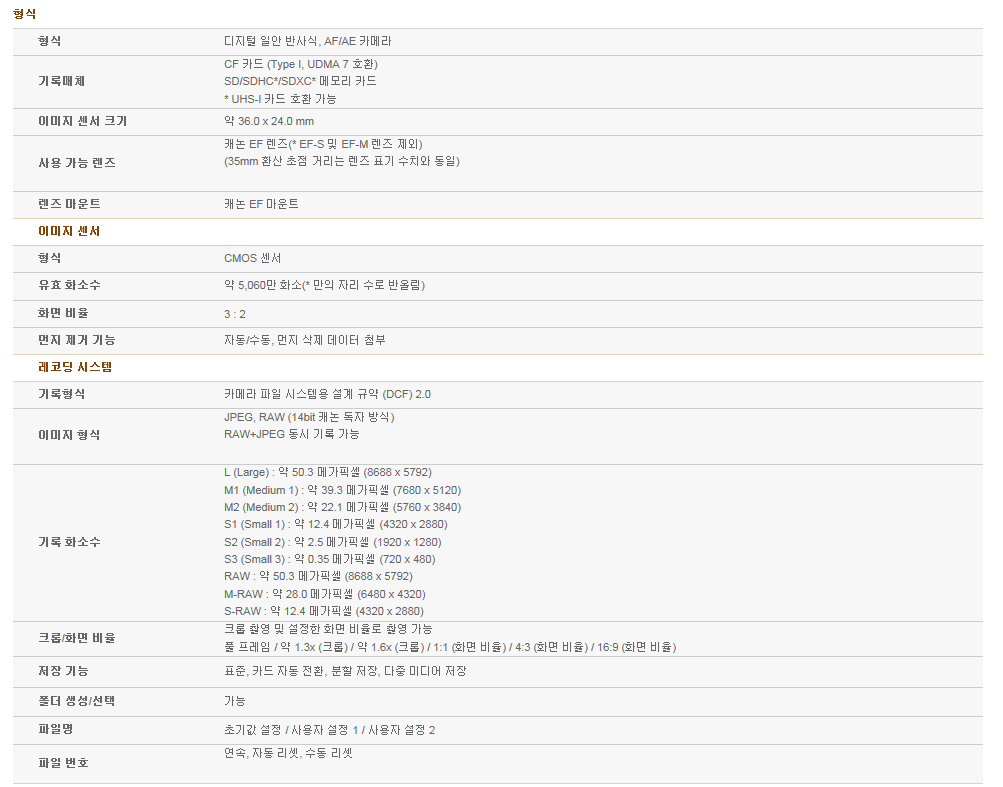 형식
형식 디지털 일안 반사식, AF/AE 카메라
기록매체
CF 카드 (Type I, UDMA 7 호환)
SD/SDHC*/SDXC* 메모리 카드
* UHS-I 카드 호환 가능
이미지 센서 크기 약 36.0 x 24.0 mm
사용 가능 렌즈
캐논 EF 렌즈(* EF-S 및 EF-M 렌즈 제외)
(35mm 환산 초점 거리는 렌즈 표기 수치와 동일)
렌즈 마운트 캐논 EF 마운트
이미지 센서
형식 CMOS 센서
유효 화소수 약 5,060만 화소(* 만의 자리 수로 반올림)
화면 비율 3 : 2
먼지 제거 기능 자동/수동, 먼지 삭제 데이터 첨부
레코딩 시스템
기록형식 카메라 파일 시스템용 설계 규약 (DCF) 2.0
이미지 형식
JPEG, RAW (14bit 캐논 독자 방식)
RAW+JPEG 동시 기록 가능
기록 화소수
L (Large) : 약 50.3 메가픽셀 (8688 x 5792)
M1 (Medium 1) : 약 39.3 메가픽셀 (7680 x 5120)
M2 (Medium 2) : 약 22.1 메가픽셀 (5760 x 3840)
S1 (Small 1) : 약 12.4 메가픽셀 (4320 x 2880)
S2 (Small 2) : 약 2.5 메가픽셀 (1920 x 1280)
S3 (Small 3) : 약 0.35 메가픽셀 (720 x 480)
RAW : 약 50.3 메가픽셀 (8688 x 5792)
M-RAW : 약 28.0 메가픽셀 (6480 x 4320)
S-RAW : 약 12.4 메가픽셀 (4320 x 2880)
크롭/화면 비율
크롭 촬영 및 설정한 화면 비율로 촬영 가능
풀 프레임 / 약 1.3x (크롭) / 약 1.6x (크롭) / 1:1 (화면 비율) / 4:3 (화면 비율) / 16:9 (화면 비율)
저장 기능 표준, 카드 자동 전환, 분할 저장, 다중 미디어 저장
폴더 생성/선택 가능
파일명 초기값 설정 / 사용자 설정 1 / 사용자 설정 2
파일 번호 연속, 자동 리셋, 수동 리셋